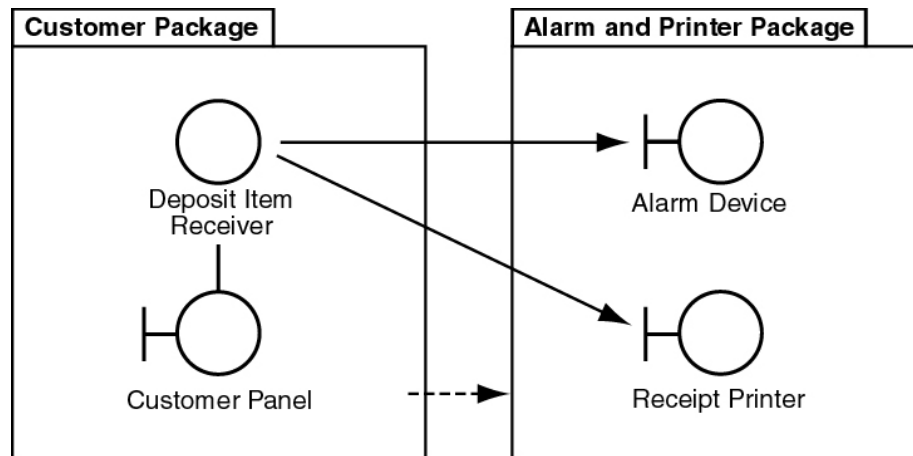 Customer Package
Alarm and Printer Package
Deposit Item
Receiver
Alarm Device
Customer Panel
Receipt Printer